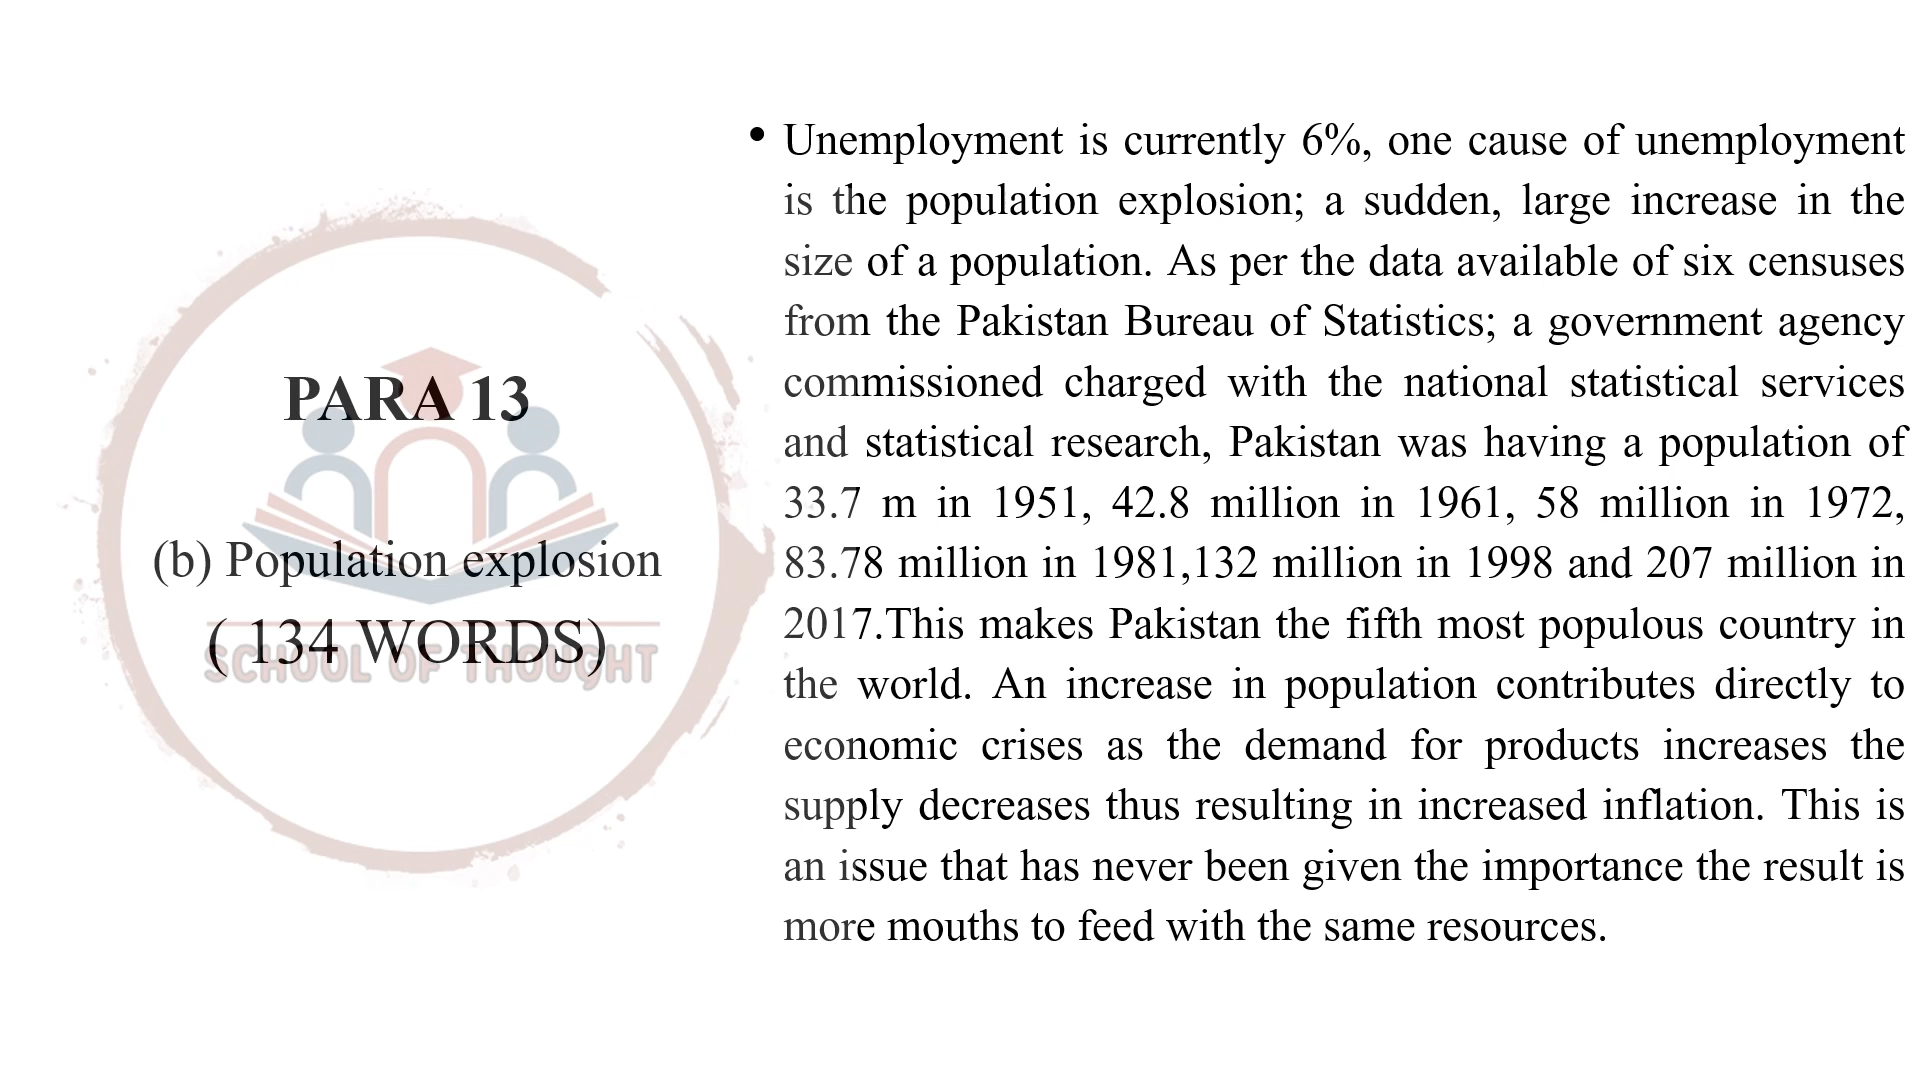 PARA 13
(b) Population explosion
( 134 WORDS)
SCHOOL OF THOUGHT
• Unemployment is currently 6%, one cause of unemployment
is the population explosion; a sudden, large increase in the
size of a population. As per the data available of six censuses
from the Pakistan Bureau of Statistics; a government agency
commissioned charged with the national statistical services
and statistical research, Pakistan was having a population of
33.7 m in 1951, 42.8 million in 1961, 58 million in 1972,
83.78 million in 1981,132 million in 1998 and 207 million in
2017.This makes Pakistan the fifth most populous country in
the world. An increase in population contributes directly to
economic crises as the demand for products increases the
supply decreases thus resulting in increased inflation. This is
an issue that has never been given the importance the result is
more mouths to feed with the same resources.